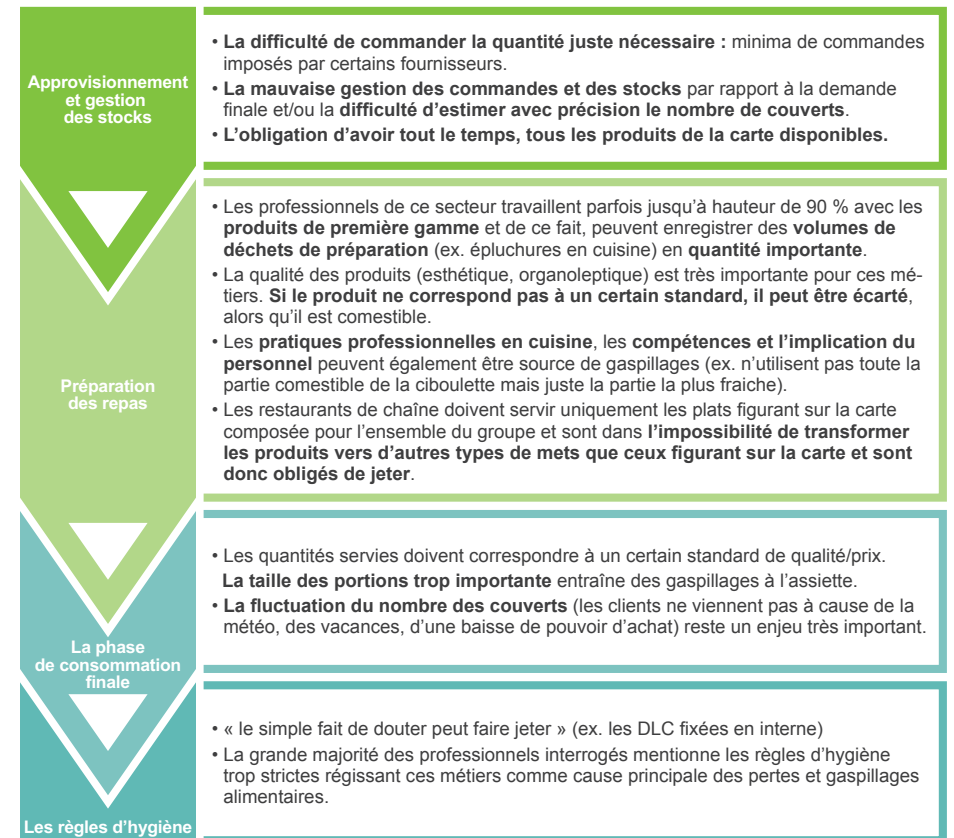 Approvisionnement
et gestion
des stocks
• La difficulté de commander la quantité juste nécessaire : minima de commandes
imposés par certains fournisseurs.
• La mauvaise gestion des commandes et des stocks par rapport à la demande
finale et/ou la difficulté d’estimer avec précision le nombre de couverts.
• L’obligation d’avoir tout le temps, tous les produits de la carte disponibles.
Préparation
des repas
• Les professionnels de ce secteur travaillent parfois jusqu’à hauteur de 90 % avec les
produits de première gamme et de ce fait, peuvent enregistrer des volumes de
déchets de préparation (ex. épluchures en cuisine) en quantité importante.
• La qualité des produits (esthétique, organoleptique) est très importante pour ces mé-
tiers. Si le produit ne correspond pas à un certain standard, il peut être écarté,
alors qu’il est comestible.
• Les pratiques professionnelles en cuisine, les compétences et l’implication du
personnel peuvent également être source de gaspillages (ex. n’utilisent pas toute la
partie comestible de la ciboulette mais juste la partie la plus fraiche).
• Les restaurants de chaîne doivent servir uniquement les plats figurant sur la carte
composée pour l’ensemble du groupe et sont dans l’impossibilité de transformer
les produits vers d’autres types de mets que ceux figurant sur la carte et sont
donc obligés de jeter.
La phase
de consommation
finale
• Les quantités servies doivent correspondre à un certain standard de qualité/prix.
La taille des portions trop importante entraîne des gaspillages à l’assiette.
• La fluctuation du nombre des couverts (les clients ne viennent pas à cause de la
météo, des vacances, d’une baisse de pouvoir d’achat) reste un enjeu très important.
Les règles d’hygiène
• « le simple fait de douter peut faire jeter » (ex. les DLC fixées en interne)
• La grande majorité des professionnels interrogés mentionne les règles d’hygiène
trop strictes régissant ces métiers comme cause principale des pertes et gaspillages
alimentaires.